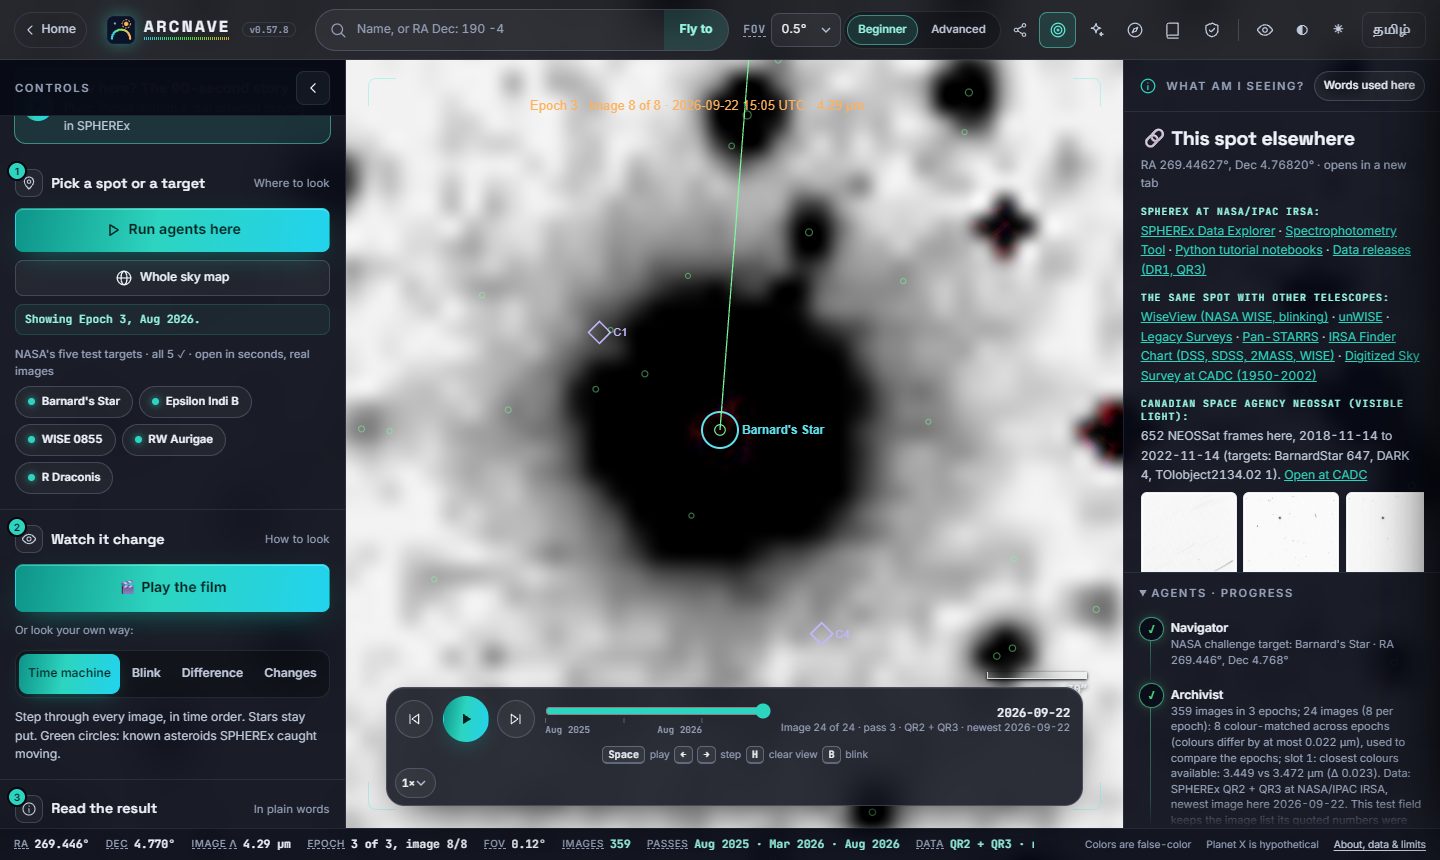 Home
ARCNAVE
v0.57.8
Name, or RA Dec: 190 -4
Fly to
FOV
0.5°
Beginner
Advanced
தமிழ்
CONTROLS
in SPHEREx
1
Pick a spot or a target
Where to look
Run agents here
Whole sky map
Showing Epoch 3, Aug 2026.
NASA's five test targets · all 5 ✓ · open in seconds, real
images
Barnard's Star
Epsilon Indi B
WISE 0855
RW Aurigae
R Draconis
2
Watch it change
How to look
Play the film
Or look your own way:
Time machine
Blink
Difference
Changes
Step through every image, in time order. Stars stay
put. Green circles: known asteroids SPHEREx caught
moving.
3
Read the result
In plain words
Epoch 3 · Image 8 of 8 · 2026-09-22 15:05 UTC · 4.29 µm
C1
Barnard's Star
C4
Aug 2025
Aug 2026
2026-09-22
Image 24 of 24 · pass 3 · QR2 + QR3 · newest 2026-09-22
Space play ← → step H clear view B blink
1×
WHAT AM I SEEING?
Words used here
This spot elsewhere
RA 269.44627°, Dec 4.76820° · opens in a new
tab
SPHEREX AT NASA/IPAC IRSA:
SPHEREx Data Explorer · Spectrophotometry
Tool · Python tutorial notebooks · Data releases
(DR1, QR3)
THE SAME SPOT WITH OTHER TELESCOPES:
WiseView (NASA WISE, blinking) · unWISE ·
Legacy Surveys · Pan-STARRS · IRSA Finder
Chart (DSS, SDSS, 2MASS, WISE) · Digitized Sky
Survey at CADC (1950-2002)
CANADIAN SPACE AGENCY NEOSSAT (VISIBLE
LIGHT):
652 NEOSSat frames here, 2018-11-14 to
2022-11-14 (targets: BarnardStar 647, DARK
4, TOIobject2134.02 1). Open at CADC
▼ AGENTS · PROGRESS
✓
Navigator
NASA challenge target: Barnard's Star · RA
269.446°, Dec 4.768°
✓
Archivist
359 images in 3 epochs; 24 images (8 per
epoch): 8 colour-matched across epochs
(colours differ by at most 0.022 µm), used to
compare the epochs; slot 1: closest colours
available: 3.449 vs 3.472 µm (Δ 0.023). Data:
SPHEREx QR2 + QR3 at NASA/IPAC IRSA,
newest image here 2026-09-22. This test field
keeps the image list its quoted numbers were
RA 269.446°
DEC 4.770°
IMAGE Λ 4.29 µm
EPOCH 3 of 3, image 8/8
FOV 0.12°
IMAGES 359
PASSES Aug 2025 · Mar 2026 · Aug 2026
DATA QR2 + QR3 ·
Colors are false-color
Planet X is hypothetical
About, data & limits